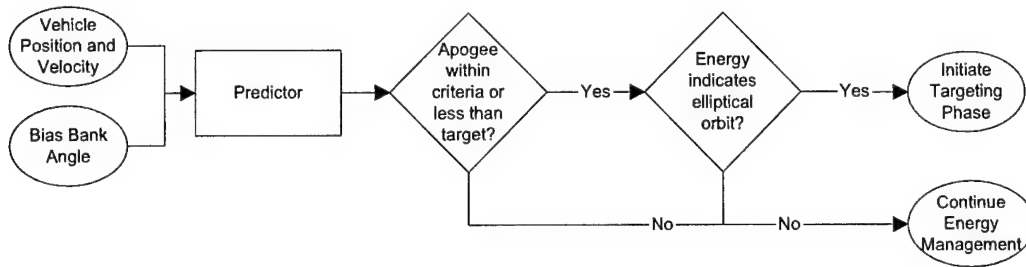 Vehicle
Position and
Velocity
Bias Bank
Angle
Predictor
Apogee
within
criteria or
less than
target?
Yes
Energy
indicates
elliptical
orbit?
Yes
Initiate
Targeting
Phase
No
No
Continue
Energy
Management